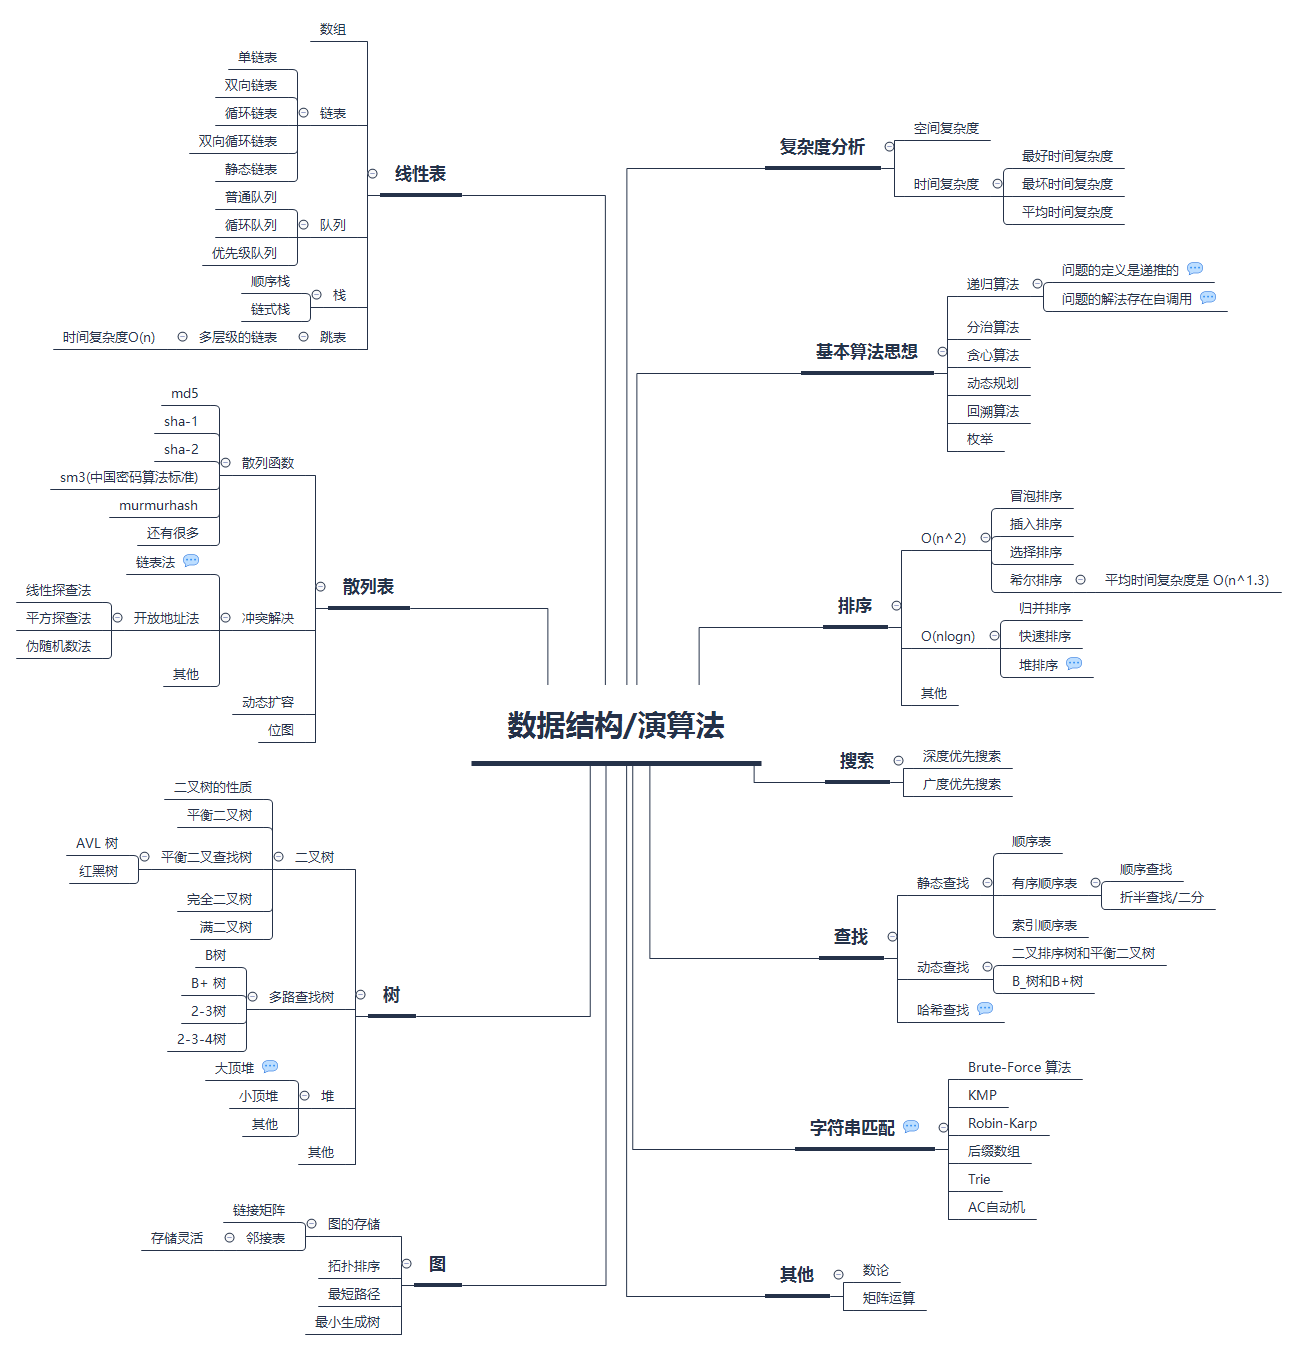 数据结构/演算法
线性表
数组
链表
单链表
双向链表
循环链表
双向循环链表
静态链表
队列
普通队列
循环队列
优先级队列
栈
顺序栈
链式栈
跳表
多层级的链表
时间复杂度O(n)
散列表
散列函数
md5
sha-1
sha-2
sm3(中国密码算法标准)
murmurhash
还有很多
冲突解决
链表法
开放地址法
线性探查法
平方探查法
伪随机数法
其他
动态扩容
位图
树
二叉树
二叉树的性质
平衡二叉树
平衡二叉查找树
AVL 树
红黑树
完全二叉树
满二叉树
多路查找树
B树
B+ 树
2-3树
2-3-4树
堆
大顶堆
小顶堆
其他
其他
图
图的存储
链接矩阵
邻接表
存储灵活
拓扑排序
最短路径
最小生成树
复杂度分析
空间复杂度
时间复杂度
最好时间复杂度
最坏时间复杂度
平均时间复杂度
基本算法思想
递归算法
问题的定义是递推的
问题的解法存在自调用
分治算法
贪心算法
动态规划
回溯算法
枚举
排序
O(n^2)
冒泡排序
插入排序
选择排序
希尔排序
平均时间复杂度是 O(n^1.3)
O(nlogn)
归并排序
快速排序
堆排序
其他
搜索
深度优先搜索
广度优先搜索
查找
静态查找
顺序表
有序顺序表
顺序查找
折半查找/二分
索引顺序表
动态查找
二叉排序树和平衡二叉树
B_树和B+树
哈希查找
字符串匹配
Brute-Force 算法
KMP
Robin-Karp
后缀数组
Trie
AC自动机
其他
数论
矩阵运算